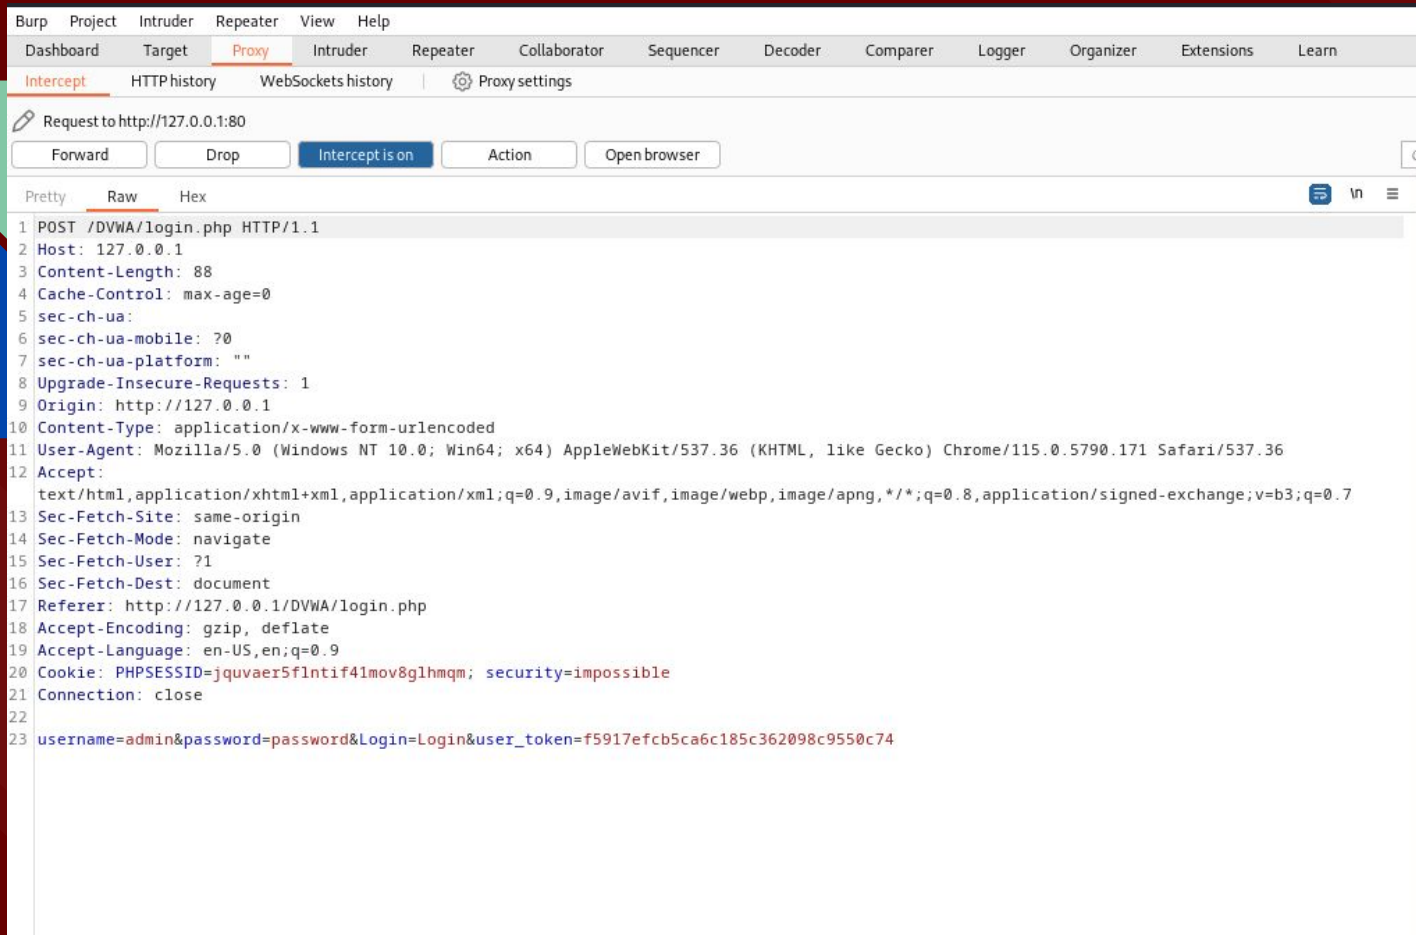 Burp Project Intruder Repeater View Help
Dashboard Target Proxy Intruder Repeater Collaborator Sequencer Decoder Comparer Logger Organizer Extensions Learn
Intercept HTTP history WebSockets history Proxy settings
Request to http://127.0.0.1:80
Forward Drop Intercept is on Action Open browser
Pretty Raw Hex \n
1 POST /DVWA/login.php HTTP/1.1
2 Host: 127.0.0.1
3 Content-Length: 88
4 Cache-Control: max-age=0
5 sec-ch-ua:
6 sec-ch-ua-mobile: ?0
7 sec-ch-ua-platform: ""
8 Upgrade-Insecure-Requests: 1
9 Origin: http://127.0.0.1
10 Content-Type: application/x-www-form-urlencoded
11 User-Agent: Mozilla/5.0 (Windows NT 10.0; Win64; x64) AppleWebKit/537.36 (KHTML, like Gecko) Chrome/115.0.5790.171 Safari/537.36
12 Accept:
text/html,application/xhtml+xml,application/xml;q=0.9,image/avif,image/webp,image/apng,*/*;q=0.8,application/signed-exchange;v=b3;q=0.7
13 Sec-Fetch-Site: same-origin
14 Sec-Fetch-Mode: navigate
15 Sec-Fetch-User: ?1
16 Sec-Fetch-Dest: document
17 Referer: http://127.0.0.1/DVWA/login.php
18 Accept-Encoding: gzip, deflate
19 Accept-Language: en-US,en;q=0.9
20 Cookie: PHPSESSID=jquvaer5flntif41mov8glhmqm; security=impossible
21 Connection: close
22
23 username=admin&password=password&Login=Login&user_token=f5917efcb5ca6c185c362098c9550c74